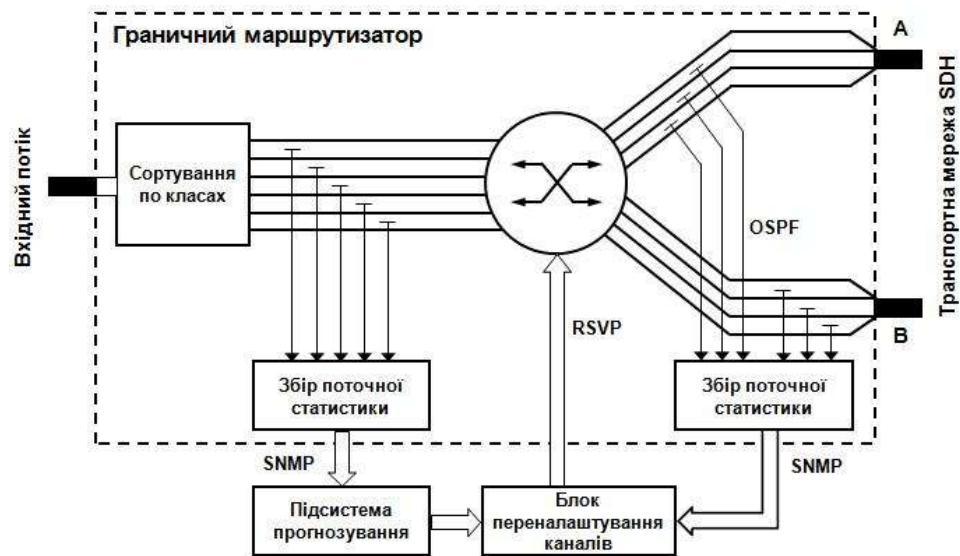 Граничний маршрутизатор
A
Вхідний потік
Сортування
по класах
OSPF
Транспортна мережа SDH
RSVP
B
Збір поточної
статистики
Збір поточної
статистики
SNMP
SNMP
Підсистема
прогнозування
Блок
переналаштування
каналів